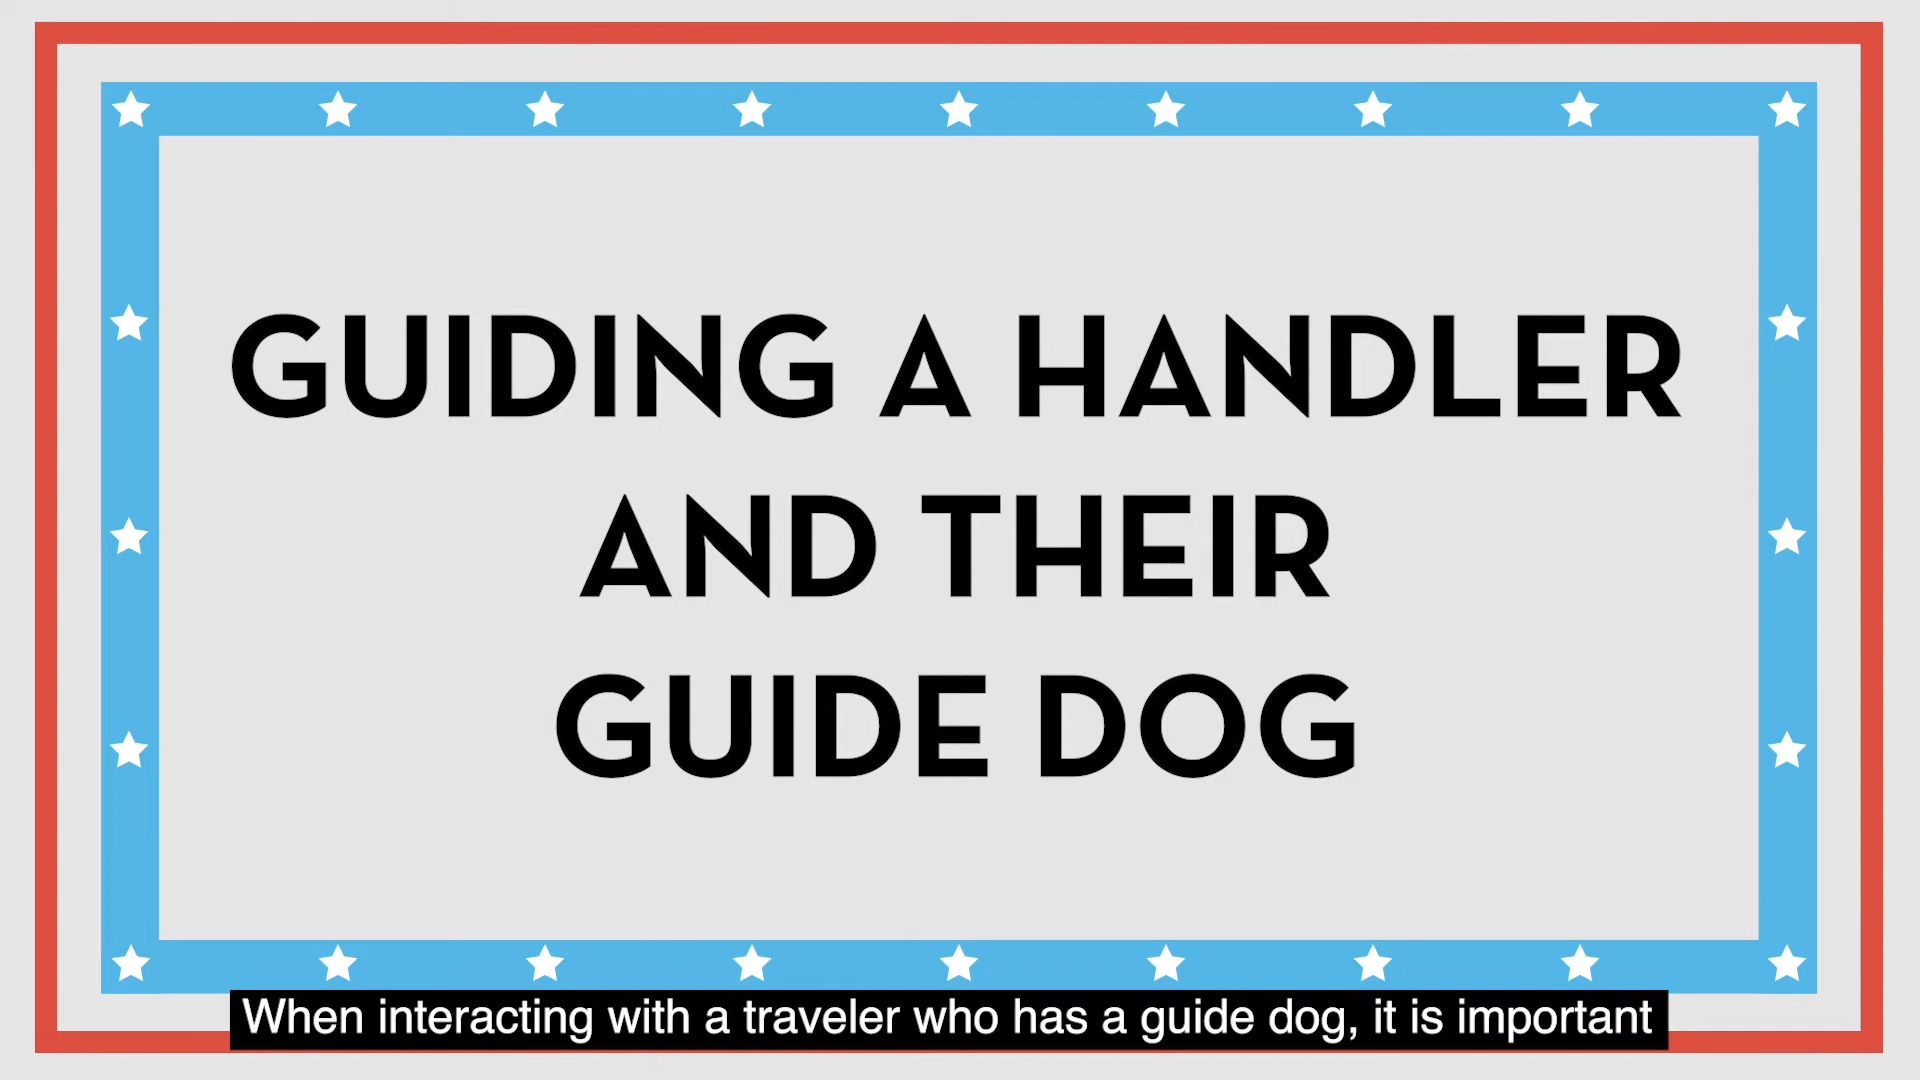 GUIDING A HANDLER
AND THEIR
GUIDE DOG
When interacting with a traveler who has a guide dog, it is important